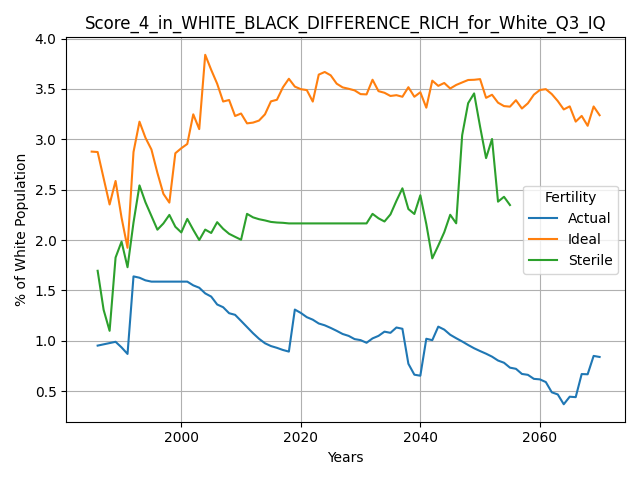 Score_4_in_WHITE_BLACK_DIFFERENCE_RICH_for_White_Q3_IQ
4.0
3.5
3.0
2.5
2.0
1.5
1.0
0.5
% of White Population
Fertility
Actual
Ideal
Sterile
2000
2020
2040
2060
Years